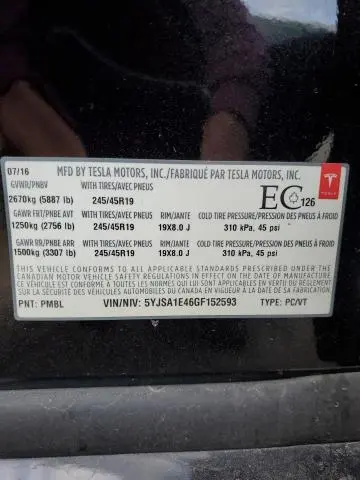 07/16 MFD BY TESLA MOTORS, INC./FABRIQUÉ PAR TESLA MOTORS, INC.
GVWR/PNBV WITH TIRES/AVEC PNEUS
2670kg (5887 lb) 245/45R19 EC 126 TESLA
GAWR FRT/PNBE AVT WITH TIRES/AVEC PNEUS RIM/JANTE COLD TIRE PRESSURE/PRESSION DES PNEUS À FROID
1250kg (2756 lb) 245/45R19 19X8.0 J 310 kPa, 45 psi
GAWR RR/PNBE ARR WITH TIRES/AVEC PNEUS RIM/JANTE COLD TIRE PRESSURE/PRESSION DES PNEUS À FROID
1500kg (3307 lb) 245/45R19 19X8.0 J 310 kPa, 45 psi
THIS VEHICLE CONFORMS TO ALL APPLICABLE STANDARDS PRESCRIBED UNDER THE
CANADIAN MOTOR VEHICLE SAFETY REGULATIONS IN EFFECT ON THE DATE OF MANUFACTURE.
CE VÉHICULE EST CONFORME À TOUTES LES NORMES QUI LUI SONT APPLICABLES EN VERTU DU RÈGLEMENT
SUR LA SÉCURITÉ DES VÉHICULES AUTOMOBILES DU CANADA EN VIGUEUR À LA DATE DE SA FABRICATION.
PNT: PMBL VIN/NIV: 5YJSA1E46GF152593 TYPE: PC/VT